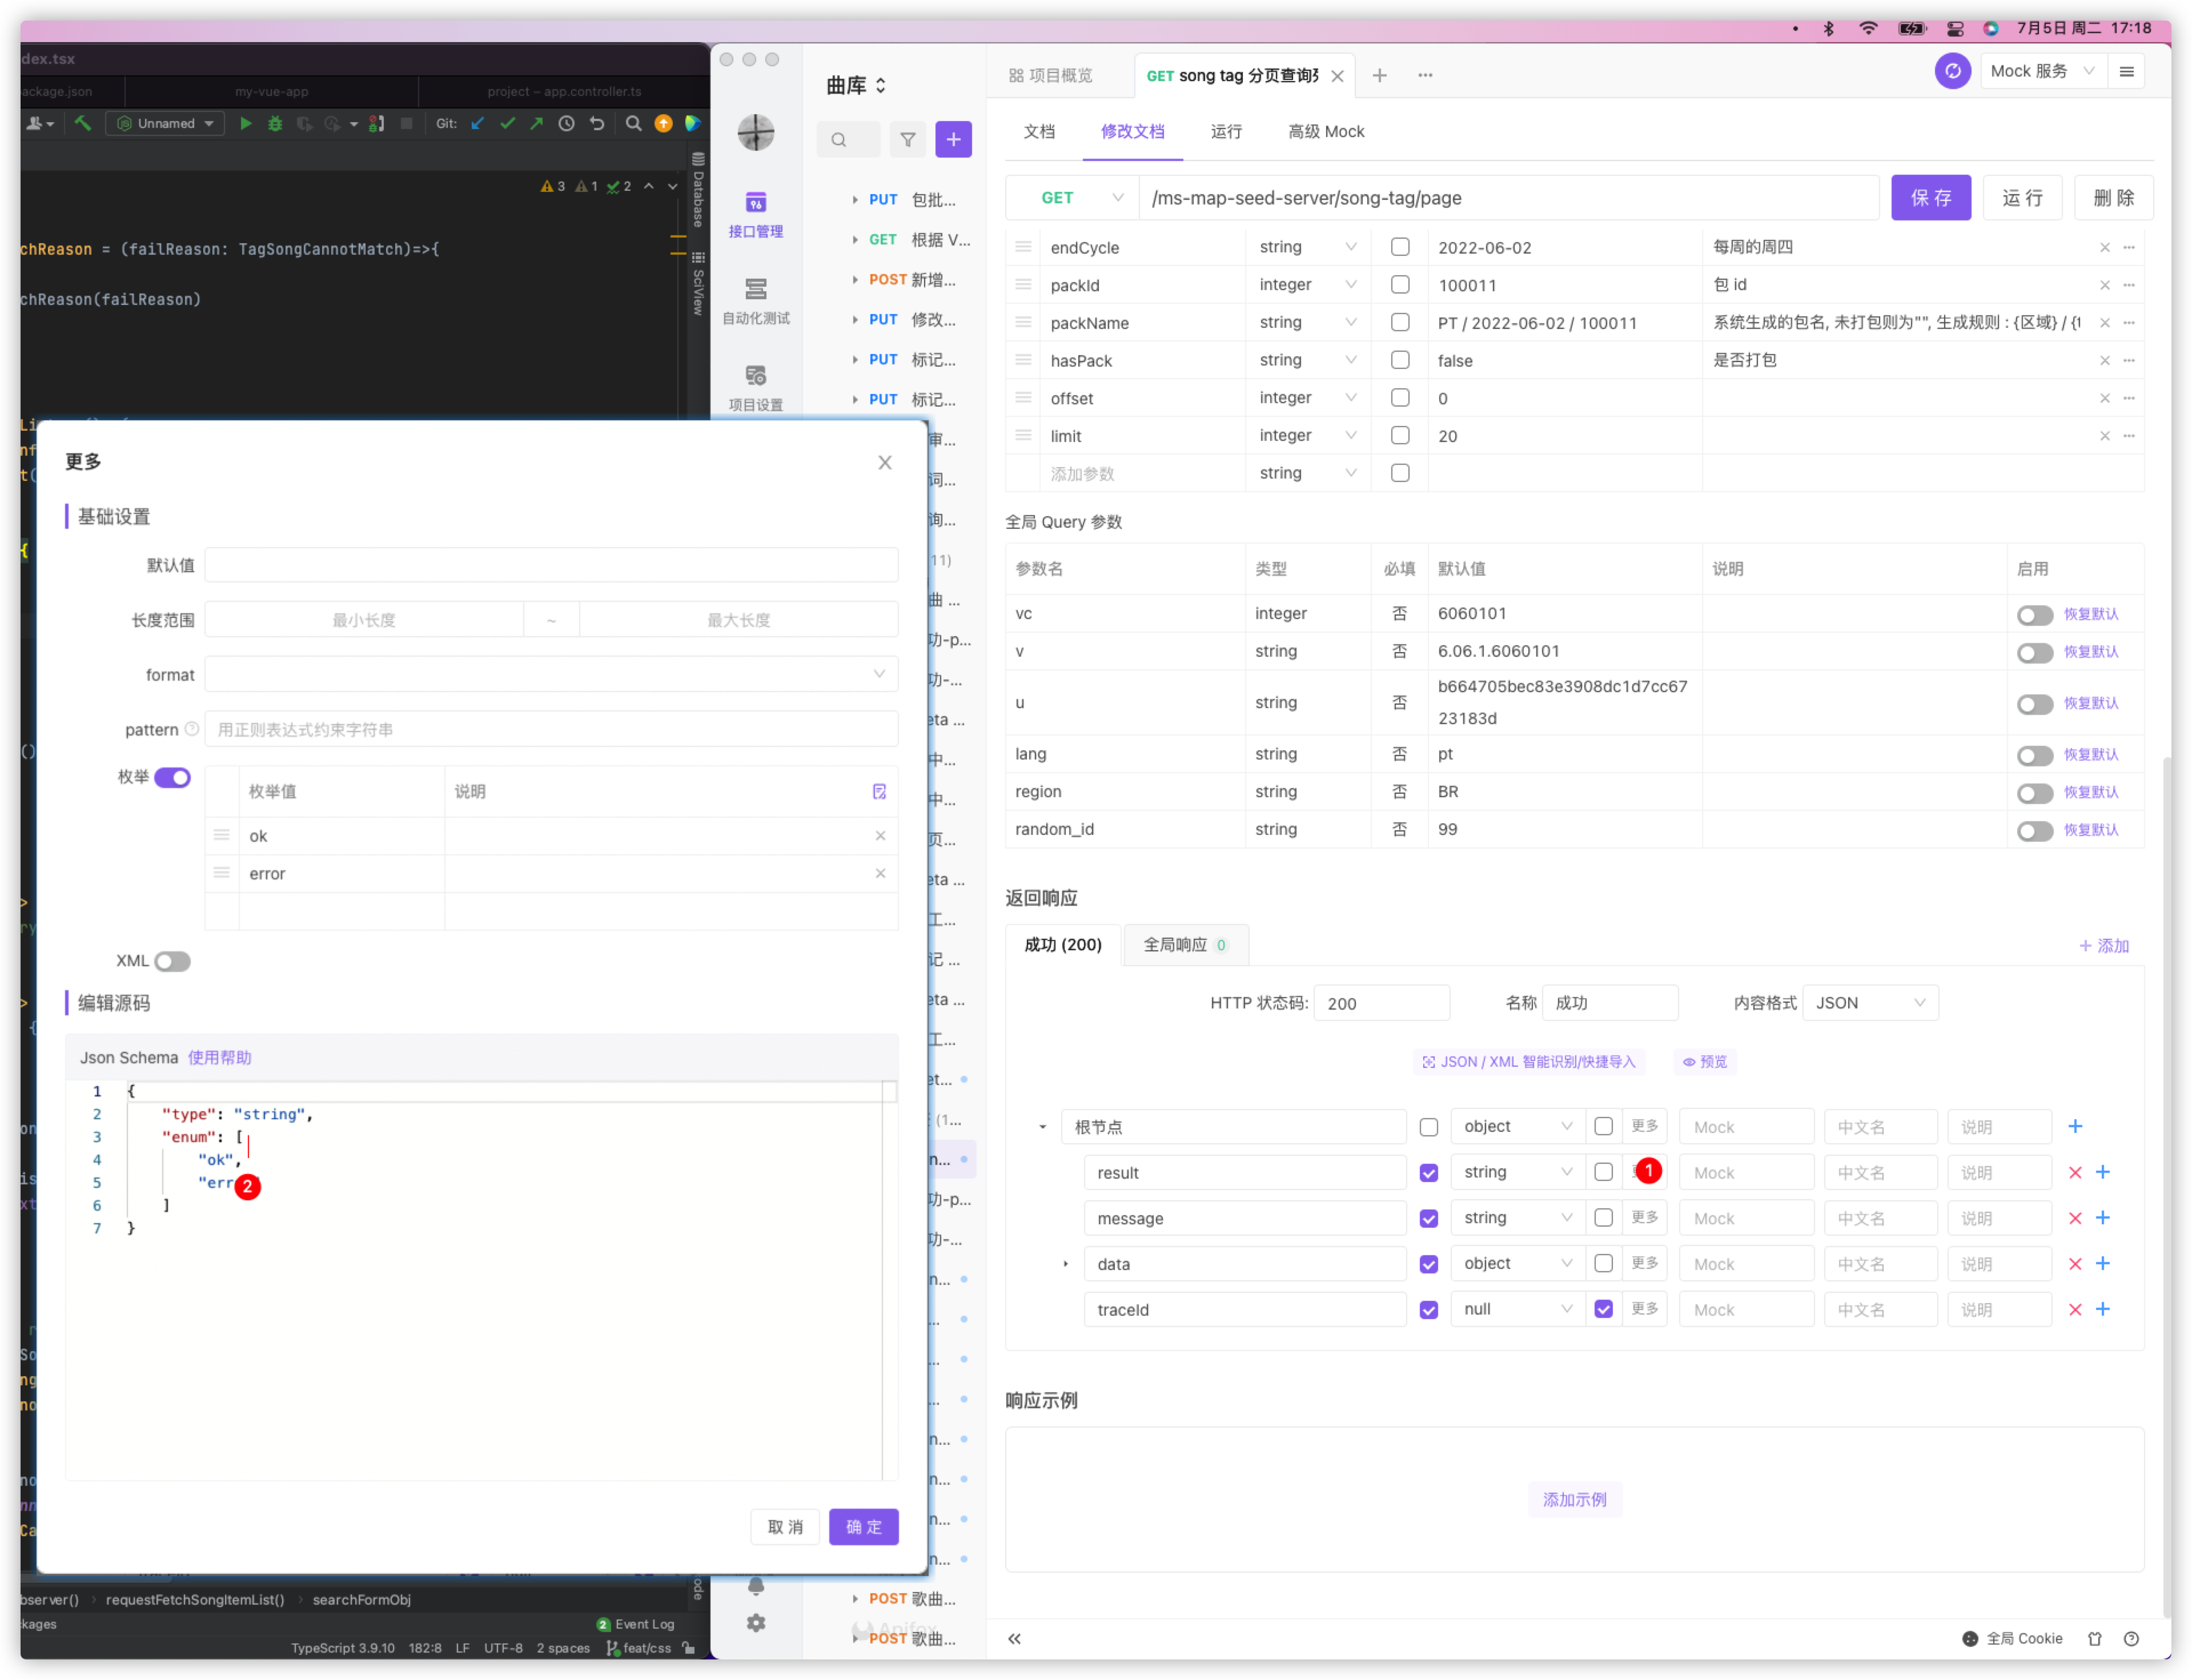 7月5日 周二 17:18
dex.tsx
ackage.json
my-vue-app
project – app.controller.ts
Unnamed
Git:
3
1
2
Database
SciView
chReason = (failReason: TagSongCannotMatch)=>{
chReason(failReason)
曲库
接口管理
自动化测试
项目设置
PUT 包批...
GET 根据 V...
POST 新增...
PUT 修改...
PUT 标记...
PUT 标记...
项目概览
GET song tag 分页查询列
Mock 服务
文档
修改文档
运行
高级 Mock
GET
/ms-map-seed-server/song-tag/page
保 存
运 行
删 除
endCycle string 2022-06-02 每周的周四
packId integer 100011 包 id
packName string PT / 2022-06-02 / 100011 系统生成的包名, 未打包则为"", 生成规则 : {区域} / {t
hasPack string false 是否打包
offset integer 0
limit integer 20
添加参数 string
全局 Query 参数
参数名 类型 必填 默认值 说明 启用
vc integer 否 6060101 恢复默认
v string 否 6.06.1.6060101 恢复默认
u string 否 b664705bec83e3908dc1d7cc67
23183d 恢复默认
lang string 否 pt 恢复默认
region string 否 BR 恢复默认
random_id string 否 99 恢复默认
返回响应
成功 (200)
全局响应 0
+ 添加
HTTP 状态码: 200
名称 成功
内容格式 JSON
JSON / XML 智能识别/快捷导入
预览
根节点 object 更多 Mock 中文名 说明
result string 1 Mock 中文名 说明
message string 更多 Mock 中文名 说明
data object 更多 Mock 中文名 说明
traceId null 更多 Mock 中文名 说明
响应示例
添加示例
全局 Cookie
更多
基础设置
默认值
长度范围 最小长度 ~ 最大长度
format
pattern 用正则表达式约束字符串
枚举
枚举值 说明
ok
error
XML
编辑源码
Json Schema 使用帮助
1 {
2 "type": "string",
3 "enum": [
4 "ok",
5 "err
2
6 ]
7 }
取 消
确 定
POST 歌曲...
POST 歌曲...
Apifox
bserver() requestFetchSongItemList() searchFormObj
kages
2 Event Log
TypeScript 3.9.10 182:8 LF UTF-8 2 spaces feat/css